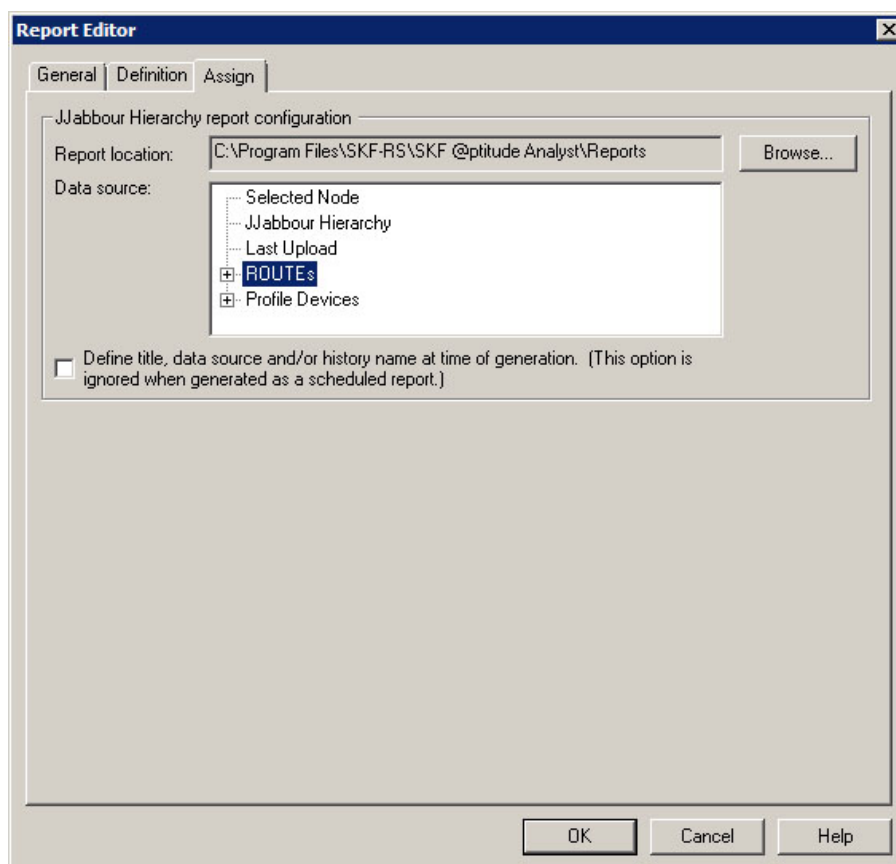 Report Editor
General Definition Assign
JJabbour Hierarchy report configuration
Report location: C:\Program Files\SKF-RS\SKF @ptitude Analyst\Reports Browse...
Data source: Selected Node
JJabbour Hierarchy
Last Upload
ROUTEs
Profile Devices
Define title, data source and/or history name at time of generation. (This option is
ignored when generated as a scheduled report.)
OK Cancel Help